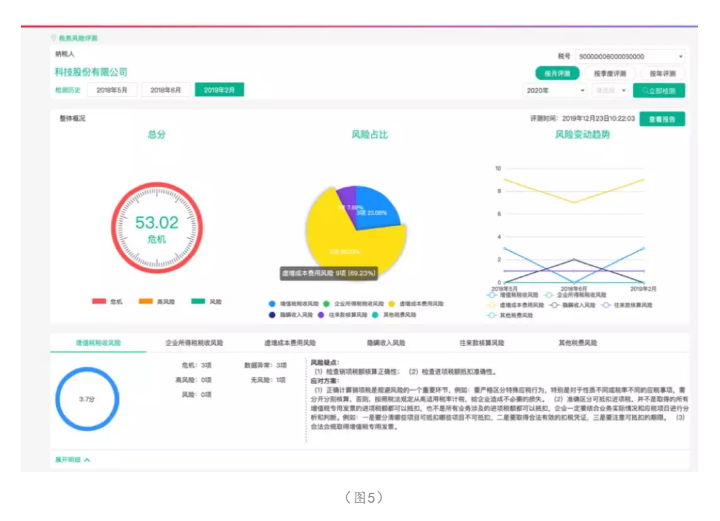 税务风险评测
纳税人
税号 90000006000030000
科技股份有限公司
按月评测 按季度评测 按年评测
检测历史 2018年5月 2018年6月 2019年2月
2020年 请选择 立即检测
整体概况
评测时间：2019年12月23日10:22:03 查看报告
总分
53.02
危机
危机 高风险 风险
风险占比
虚增成本费用风险 9项 (69.23%)
增值税税收风险 企业所得税税收风险 虚增成本费用风险
隐瞒收入风险 往来款核算风险 其他税费风险
风险变动趋势
10
8
6
4
2
0
2018年5月 2018年6月 2019年2月
增值税税收风险 企业所得税税收风险
虚增成本费用风险 隐瞒收入风险 往来款核算风险
其他税费风险
增值税税收风险 企业所得税税收风险 虚增成本费用风险 隐瞒收入风险 往来款核算风险 其他税费风险
3.7分
危机：3项 数据异常：3项
高风险：0项 无风险：1项
风险：0项
风险疑点：
（1）检查销项税额核算正确性；（2）检查进项税额抵扣准确性。
应对方案：
（1）正确计算销项税是规避风险的一个重要环节，例如：要严格区分特殊应税行为，特别是对于性质不同或税率不同的应税事项，需
分开分别核算，否则，按照税法规定从高适用税率计税，给企业造成不必要的损失。（2）准确区分可抵扣进项税，并不是取得的所有
增值税专用发票的进项税额都可以抵扣，也不是所有业务涉及的进项税额都可以抵扣，企业一定要结合业务实际情况和应税项目进行分
析和判断。例如：一是要分清哪些项目可抵扣哪些项目不可抵扣，二是要取得合法有效的扣税凭证，三是要注意可抵扣的期限。（3）
合法合规取得增值税专用发票。
展开明细
（图5）